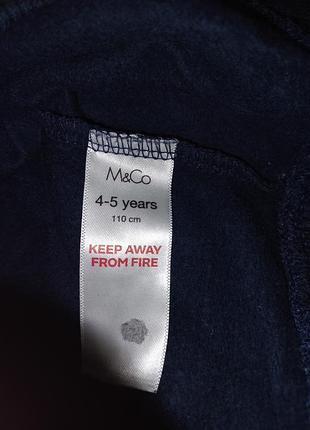 M&Co
4-5 years
110 cm
KEEP AWAY
FROM FIRE